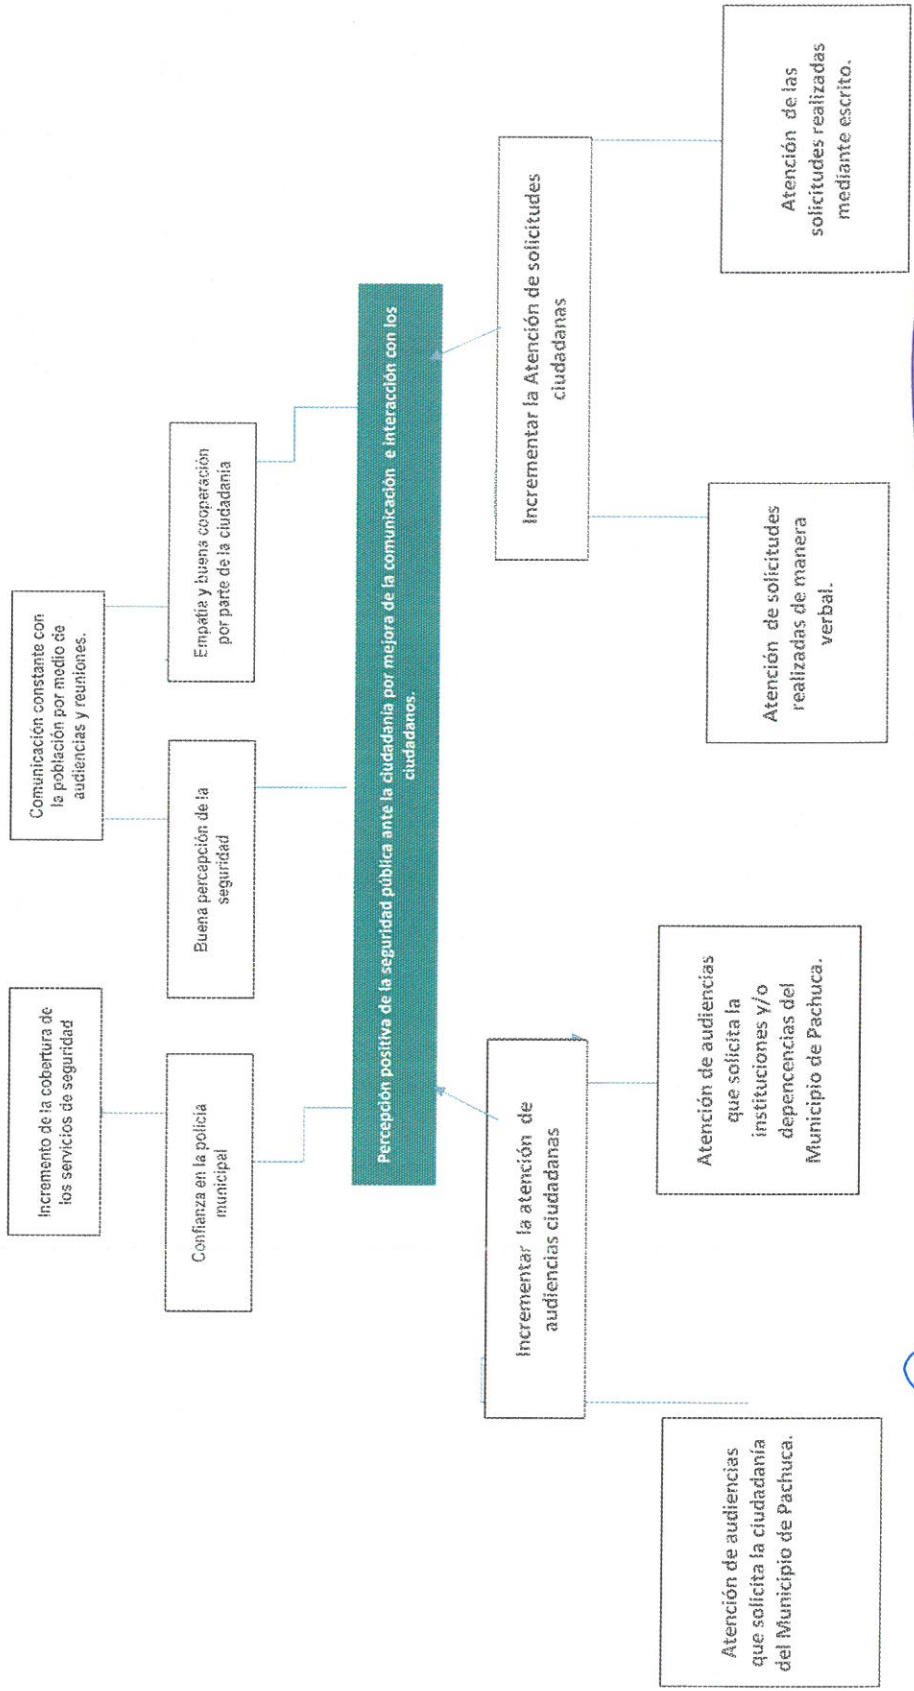 Incremento de la cobertura de
los servicios de seguridad
Comunicación constante con
la población por medio de
audiencias y reuniones.
Confianza en la policía
municipal
Buena percepción de la
seguridad
Empatía y buena cooperación
por parte de la ciudadanía
Percepción positiva de la seguridad pública ante la ciudadanía por mejora de la comunicación e interacción con los
ciudadanos.
Incrementar la atención de
audiencias ciudadanas
Incrementar la Atención de solicitudes
ciudadanas
Atención de audiencias
que solicita la ciudadanía
del Municipio de Pachuca.
Atención de audiencias
que solicita la
instituciones y/o
depencencias del
Municipio de Pachuca.
Atención de solicitudes
realizadas de manera
verbal.
Atención de las
solicitudes realizadas
mediante escrito.